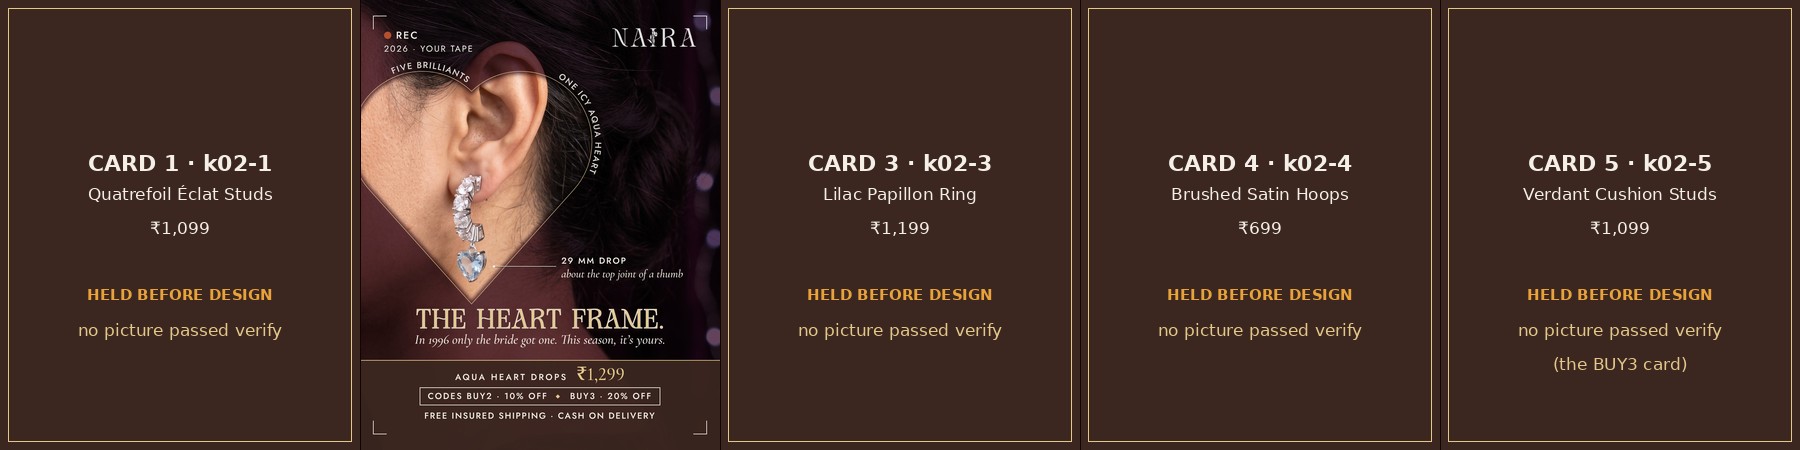 CARD 1 · k02-1
Quatrefoil Éclat Studs
₹1,099
HELD BEFORE DESIGN
no picture passed verify
REC
2026 · YOUR TAPE
NAIRA
FIVE BRILLIANTS
ONE ICY AQUA HEART
29 MM DROP
about the top joint of a thumb
THE HEART FRAME.
In 1996 only the bride got one. This season, it's yours.
AQUA HEART DROPS ₹1,299
CODES BUY2 · 10% OFF ✦ BUY3 · 20% OFF
FREE INSURED SHIPPING · CASH ON DELIVERY
CARD 3 · k02-3
Lilac Papillon Ring
₹1,199
HELD BEFORE DESIGN
no picture passed verify
CARD 4 · k02-4
Brushed Satin Hoops
₹699
HELD BEFORE DESIGN
no picture passed verify
CARD 5 · k02-5
Verdant Cushion Studs
₹1,099
HELD BEFORE DESIGN
no picture passed verify
(the BUY3 card)